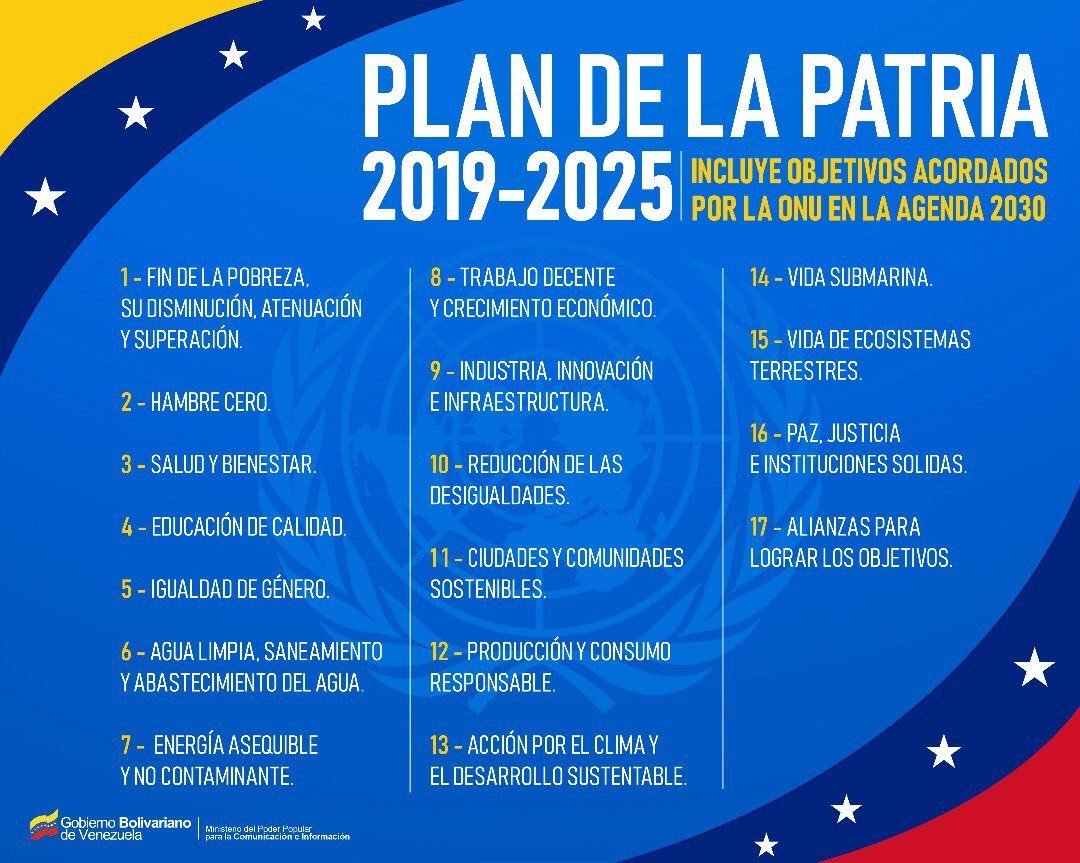 PLAN DE LA PATRIA
2019-2025
INCLUYE OBJETIVOS ACORDADOS
POR LA ONU EN LA AGENDA 2030
1 - FIN DE LA POBREZA,
SU DISMINUCIÓN, ATENUACIÓN
Y SUPERACIÓN.
2 - HAMBRE CERO.
3 - SALUD Y BIENESTAR.
4 - EDUCACIÓN DE CALIDAD.
5 - IGUALDAD DE GÉNERO.
6 - AGUA LIMPIA, SANEAMIENTO
Y ABASTECIMIENTO DEL AGUA.
7 - ENERGÍA ASEQUIBLE
Y NO CONTAMINANTE.
8 - TRABAJO DECENTE
Y CRECIMIENTO ECONÓMICO.
9 - INDUSTRIA, INNOVACIÓN
E INFRAESTRUCTURA.
10 - REDUCCIÓN DE LAS
DESIGUALDADES.
11 - CIUDADES Y COMUNIDADES
SOSTENIBLES.
12 - PRODUCCIÓN Y CONSUMO
RESPONSABLE.
13 - ACCIÓN POR EL CLIMA Y
EL DESARROLLO SUSTENTABLE.
14 - VIDA SUBMARINA.
15 - VIDA DE ECOSISTEMAS
TERRESTRES.
16 - PAZ, JUSTICIA
E INSTITUCIONES SOLIDAS.
17 - ALIANZAS PARA
LOGRAR LOS OBJETIVOS.
Gobierno Bolivariano
de Venezuela
Ministerio del Poder Popular
para la Comunicación e Información